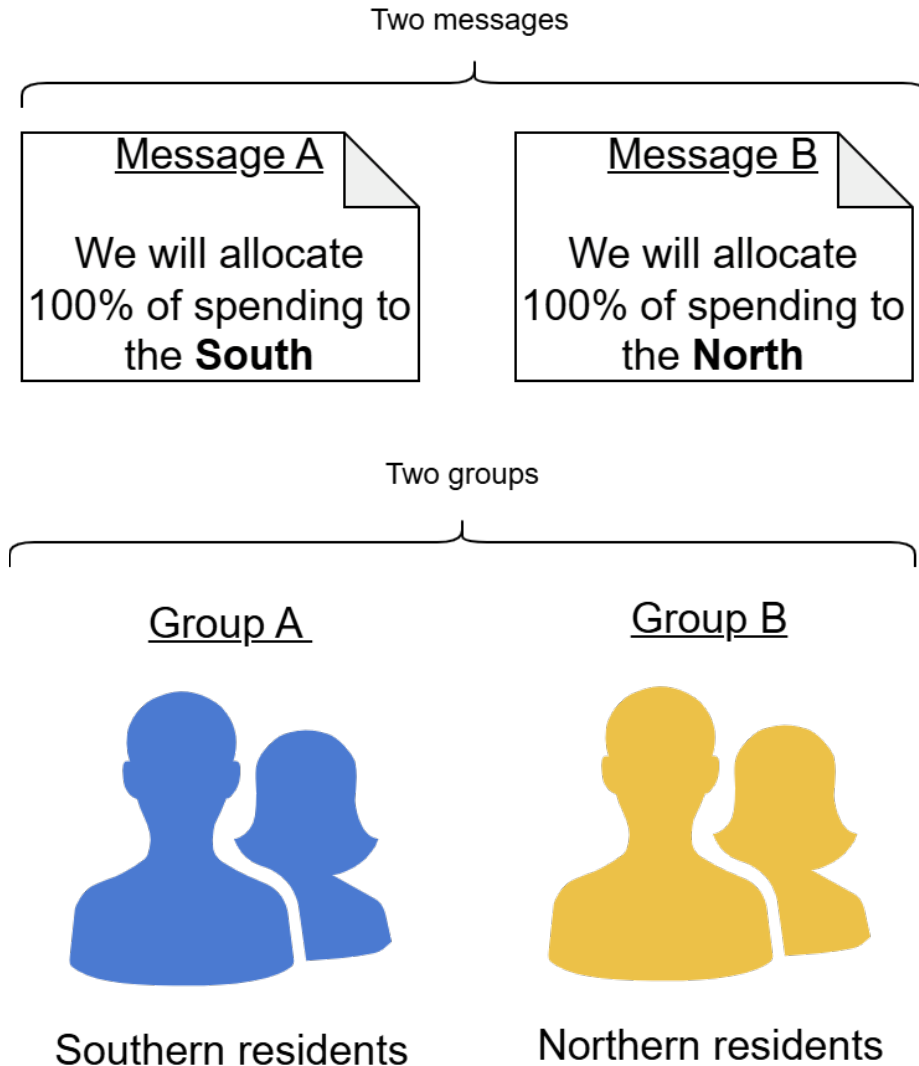 Two messages
Message A
We will allocate
100% of spending to
the South
Message B
We will allocate
100% of spending to
the North
Two groups
Group A
Group B
Southern residents
Northern residents